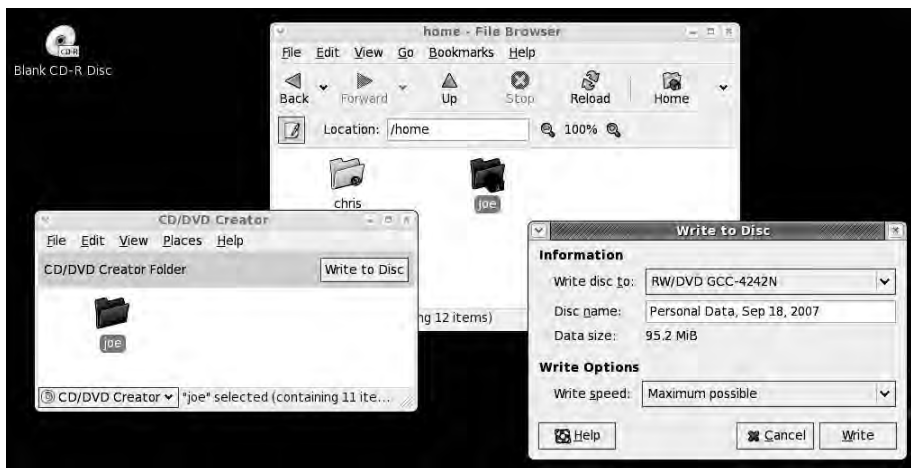 CD-R
Blank CD-R Disc
home - File Browser
File Edit View Go Bookmarks Help
Back Forward Up Stop Reload Home
Location: /home 100%
chris joe
ng 12 items)
CD/DVD Creator
File Edit View Places Help
CD/DVD Creator Folder Write to Disc
joe
CD/DVD Creator "joe" selected (containing 11 ite...
Write to Disc
Information
Write disc to: RW/DVD GCC-4242N
Disc name: Personal Data, Sep 18, 2007
Data size: 95.2 MiB
Write Options
Write speed: Maximum possible
Help Cancel Write